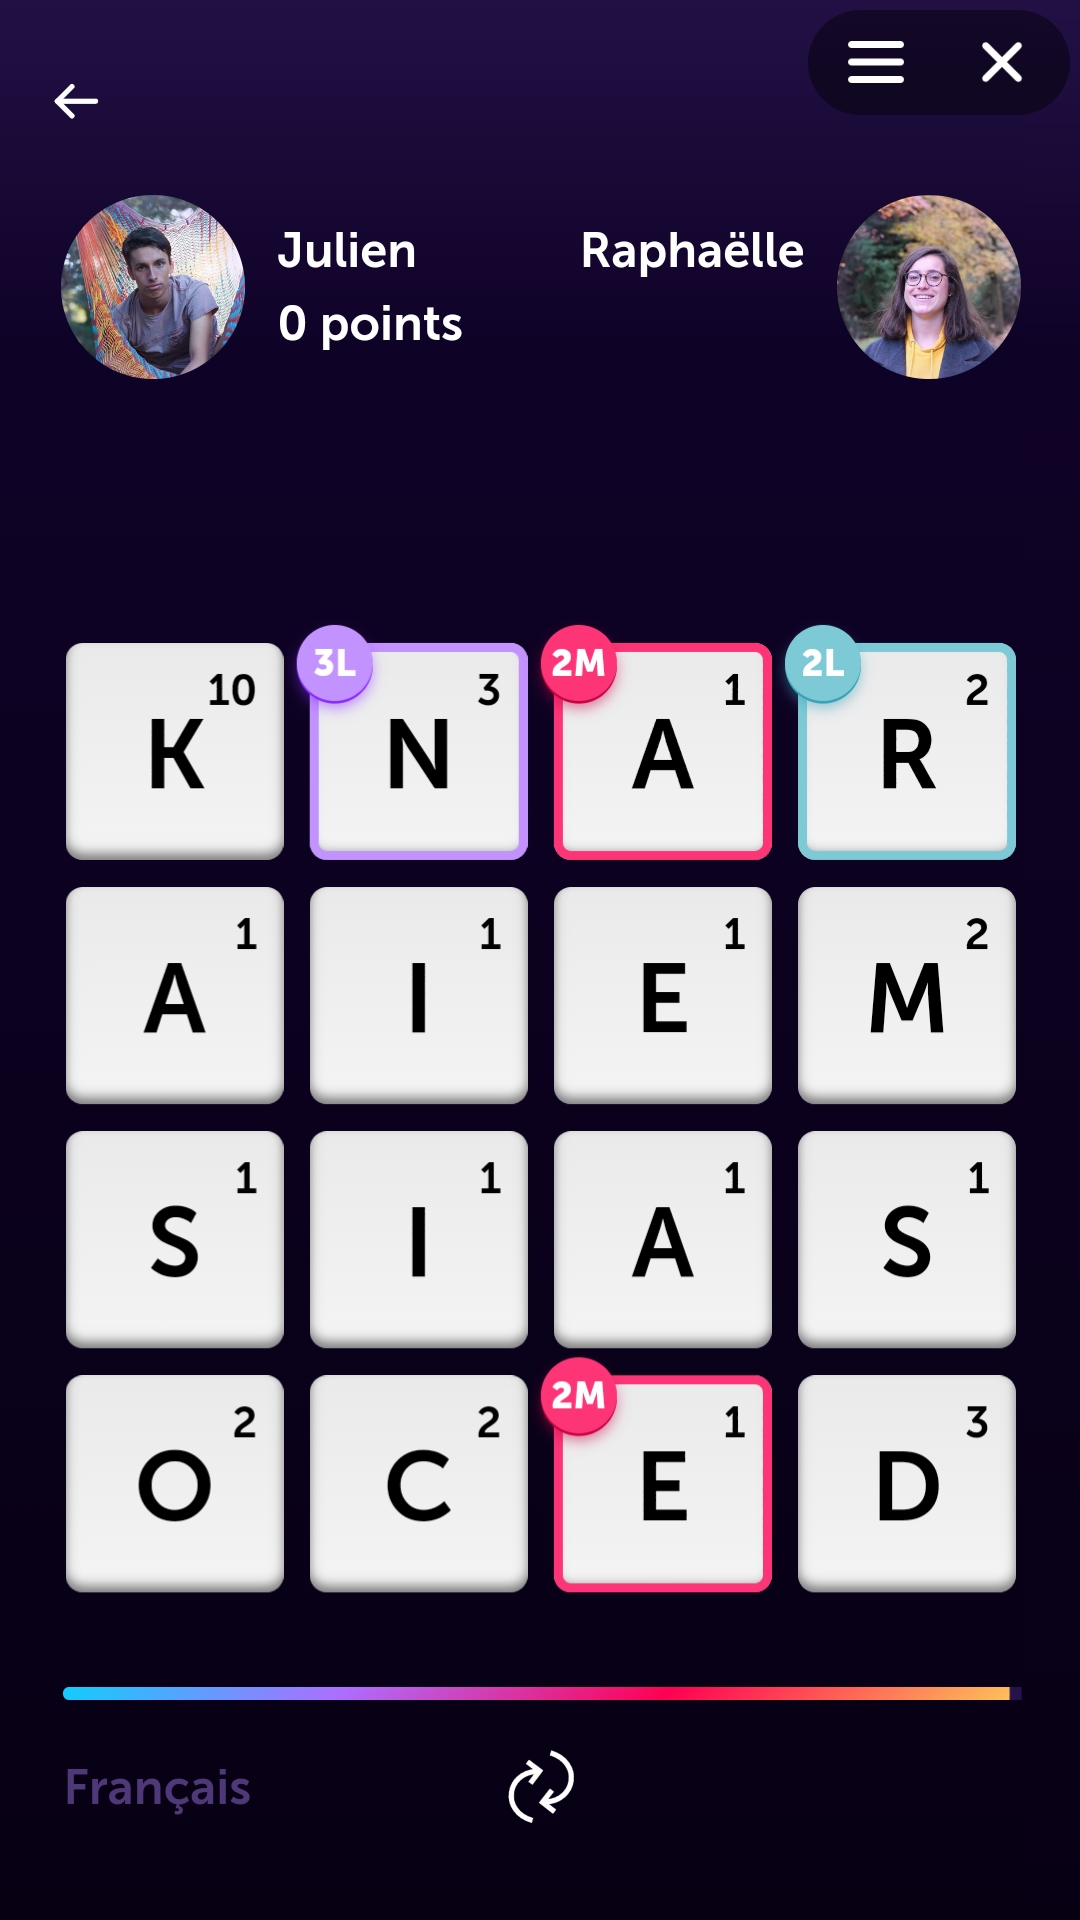 Julien
0 points
Raphaëlle
3L 2M 2L
10 3 1 2
K N A R
1 1 1 2
A I E M
1 1 1 1
S I A S
2M
2 2 1 3
O C E D
Français